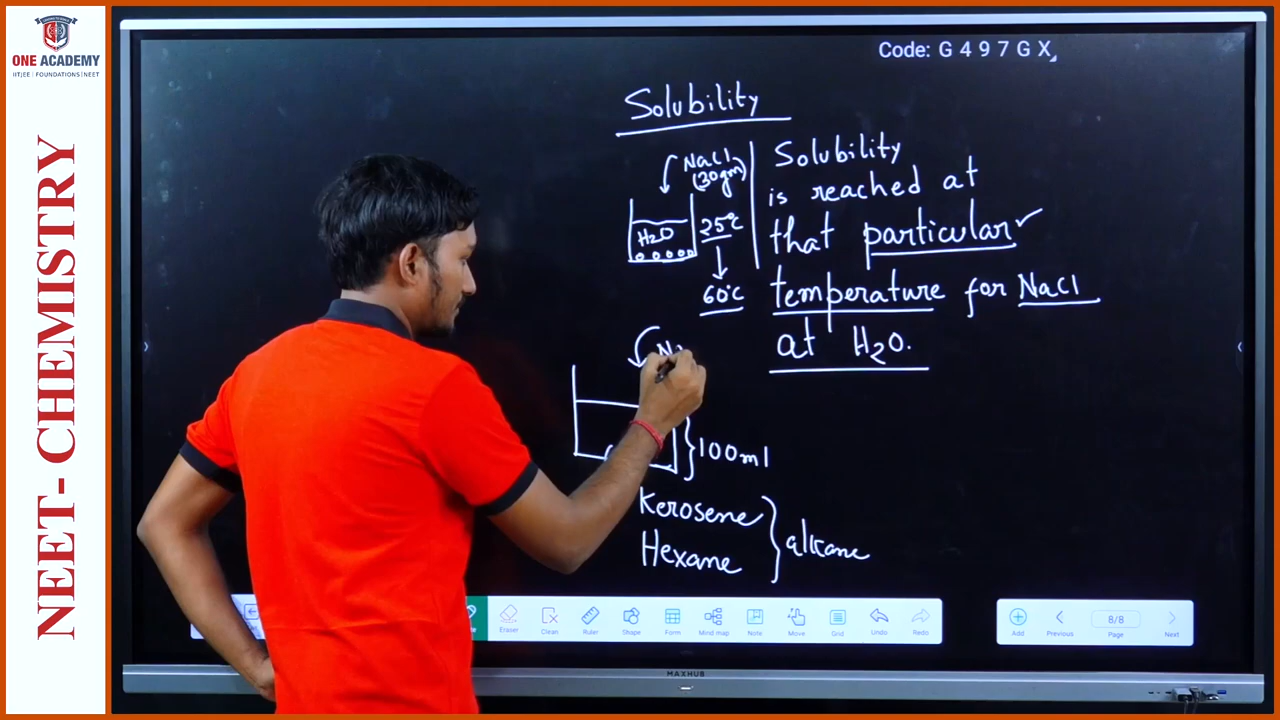 ONE ACADEMY
IIT|JEE | FOUNDATIONS | NEET
NEET- CHEMISTRY
Code: G 4 9 7 G X
Solubility
NaCl
(30gm)
H2O
25°C
60°C
Solubility
is reached at
that particular
temperature for NaCl
at H2O.
100ml
Kerosene
Hexane
alkane
Eraser
Clean
Ruler
Shape
Form
Mind map
Note
Move
Grid
Undo
Redo
Add
Previous
8/8
Page
Next
MAXHUB